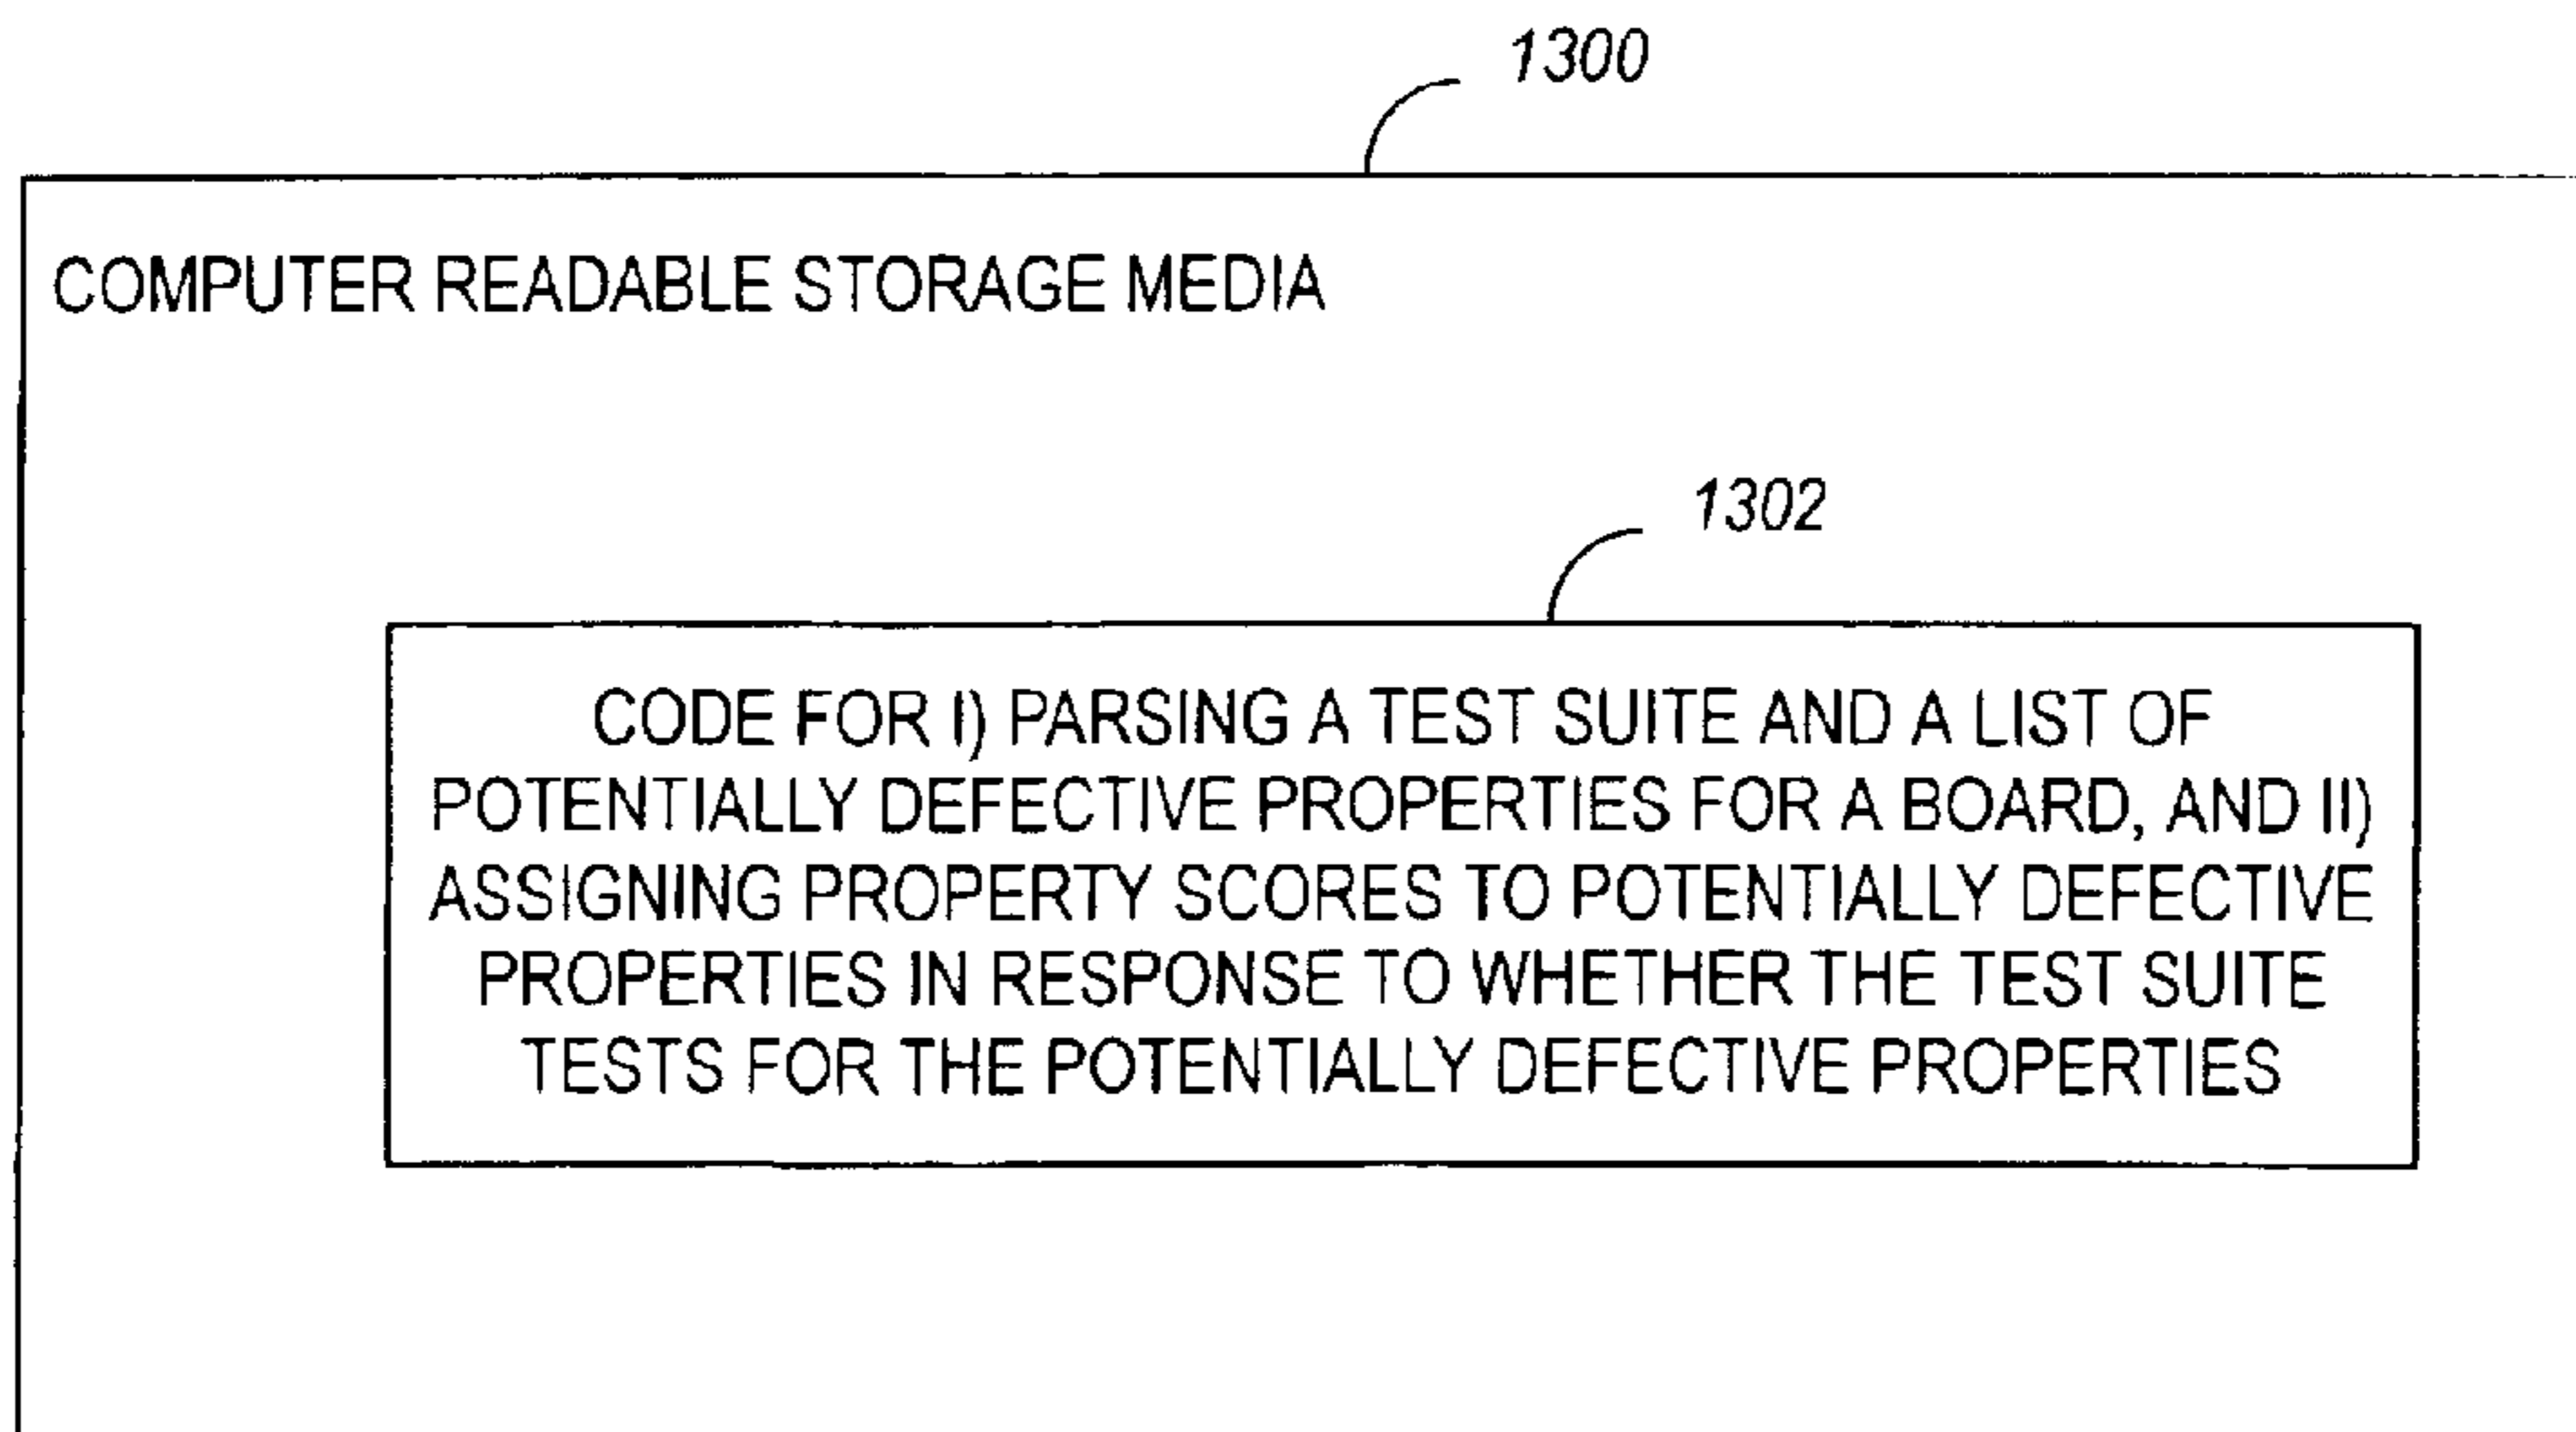 1300
COMPUTER READABLE STORAGE MEDIA
1302
CODE FOR I) PARSING A TEST SUITE AND A LIST OF
POTENTIALLY DEFECTIVE PROPERTIES FOR A BOARD, AND II)
ASSIGNING PROPERTY SCORES TO POTENTIALLY DEFECTIVE
PROPERTIES IN RESPONSE TO WHETHER THE TEST SUITE
TESTS FOR THE POTENTIALLY DEFECTIVE PROPERTIES